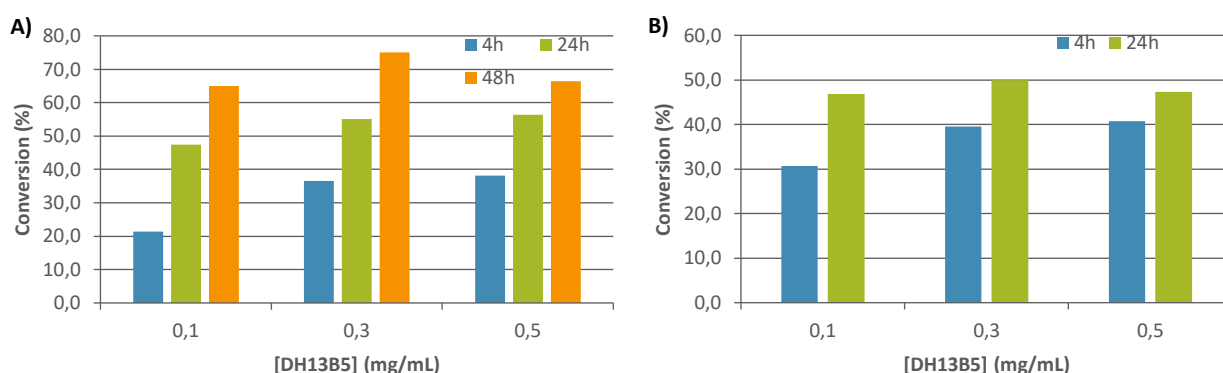 A)
Conversion (%)
80,0
70,0
60,0
50,0
40,0
30,0
20,0
10,0
0,0
4h 24h
48h
0,1 0,3 0,5
[DH13B5] (mg/mL)
B)
Conversion (%)
60,0
50,0
40,0
30,0
20,0
10,0
0,0
4h 24h
0,1 0,3 0,5
[DH13B5] (mg/mL)